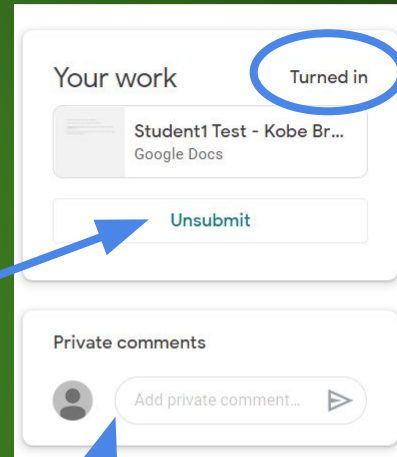 Your work Turned in
Student1 Test - Kobe Br...
Google Docs
Unsubmit
Private comments
Add private comment...